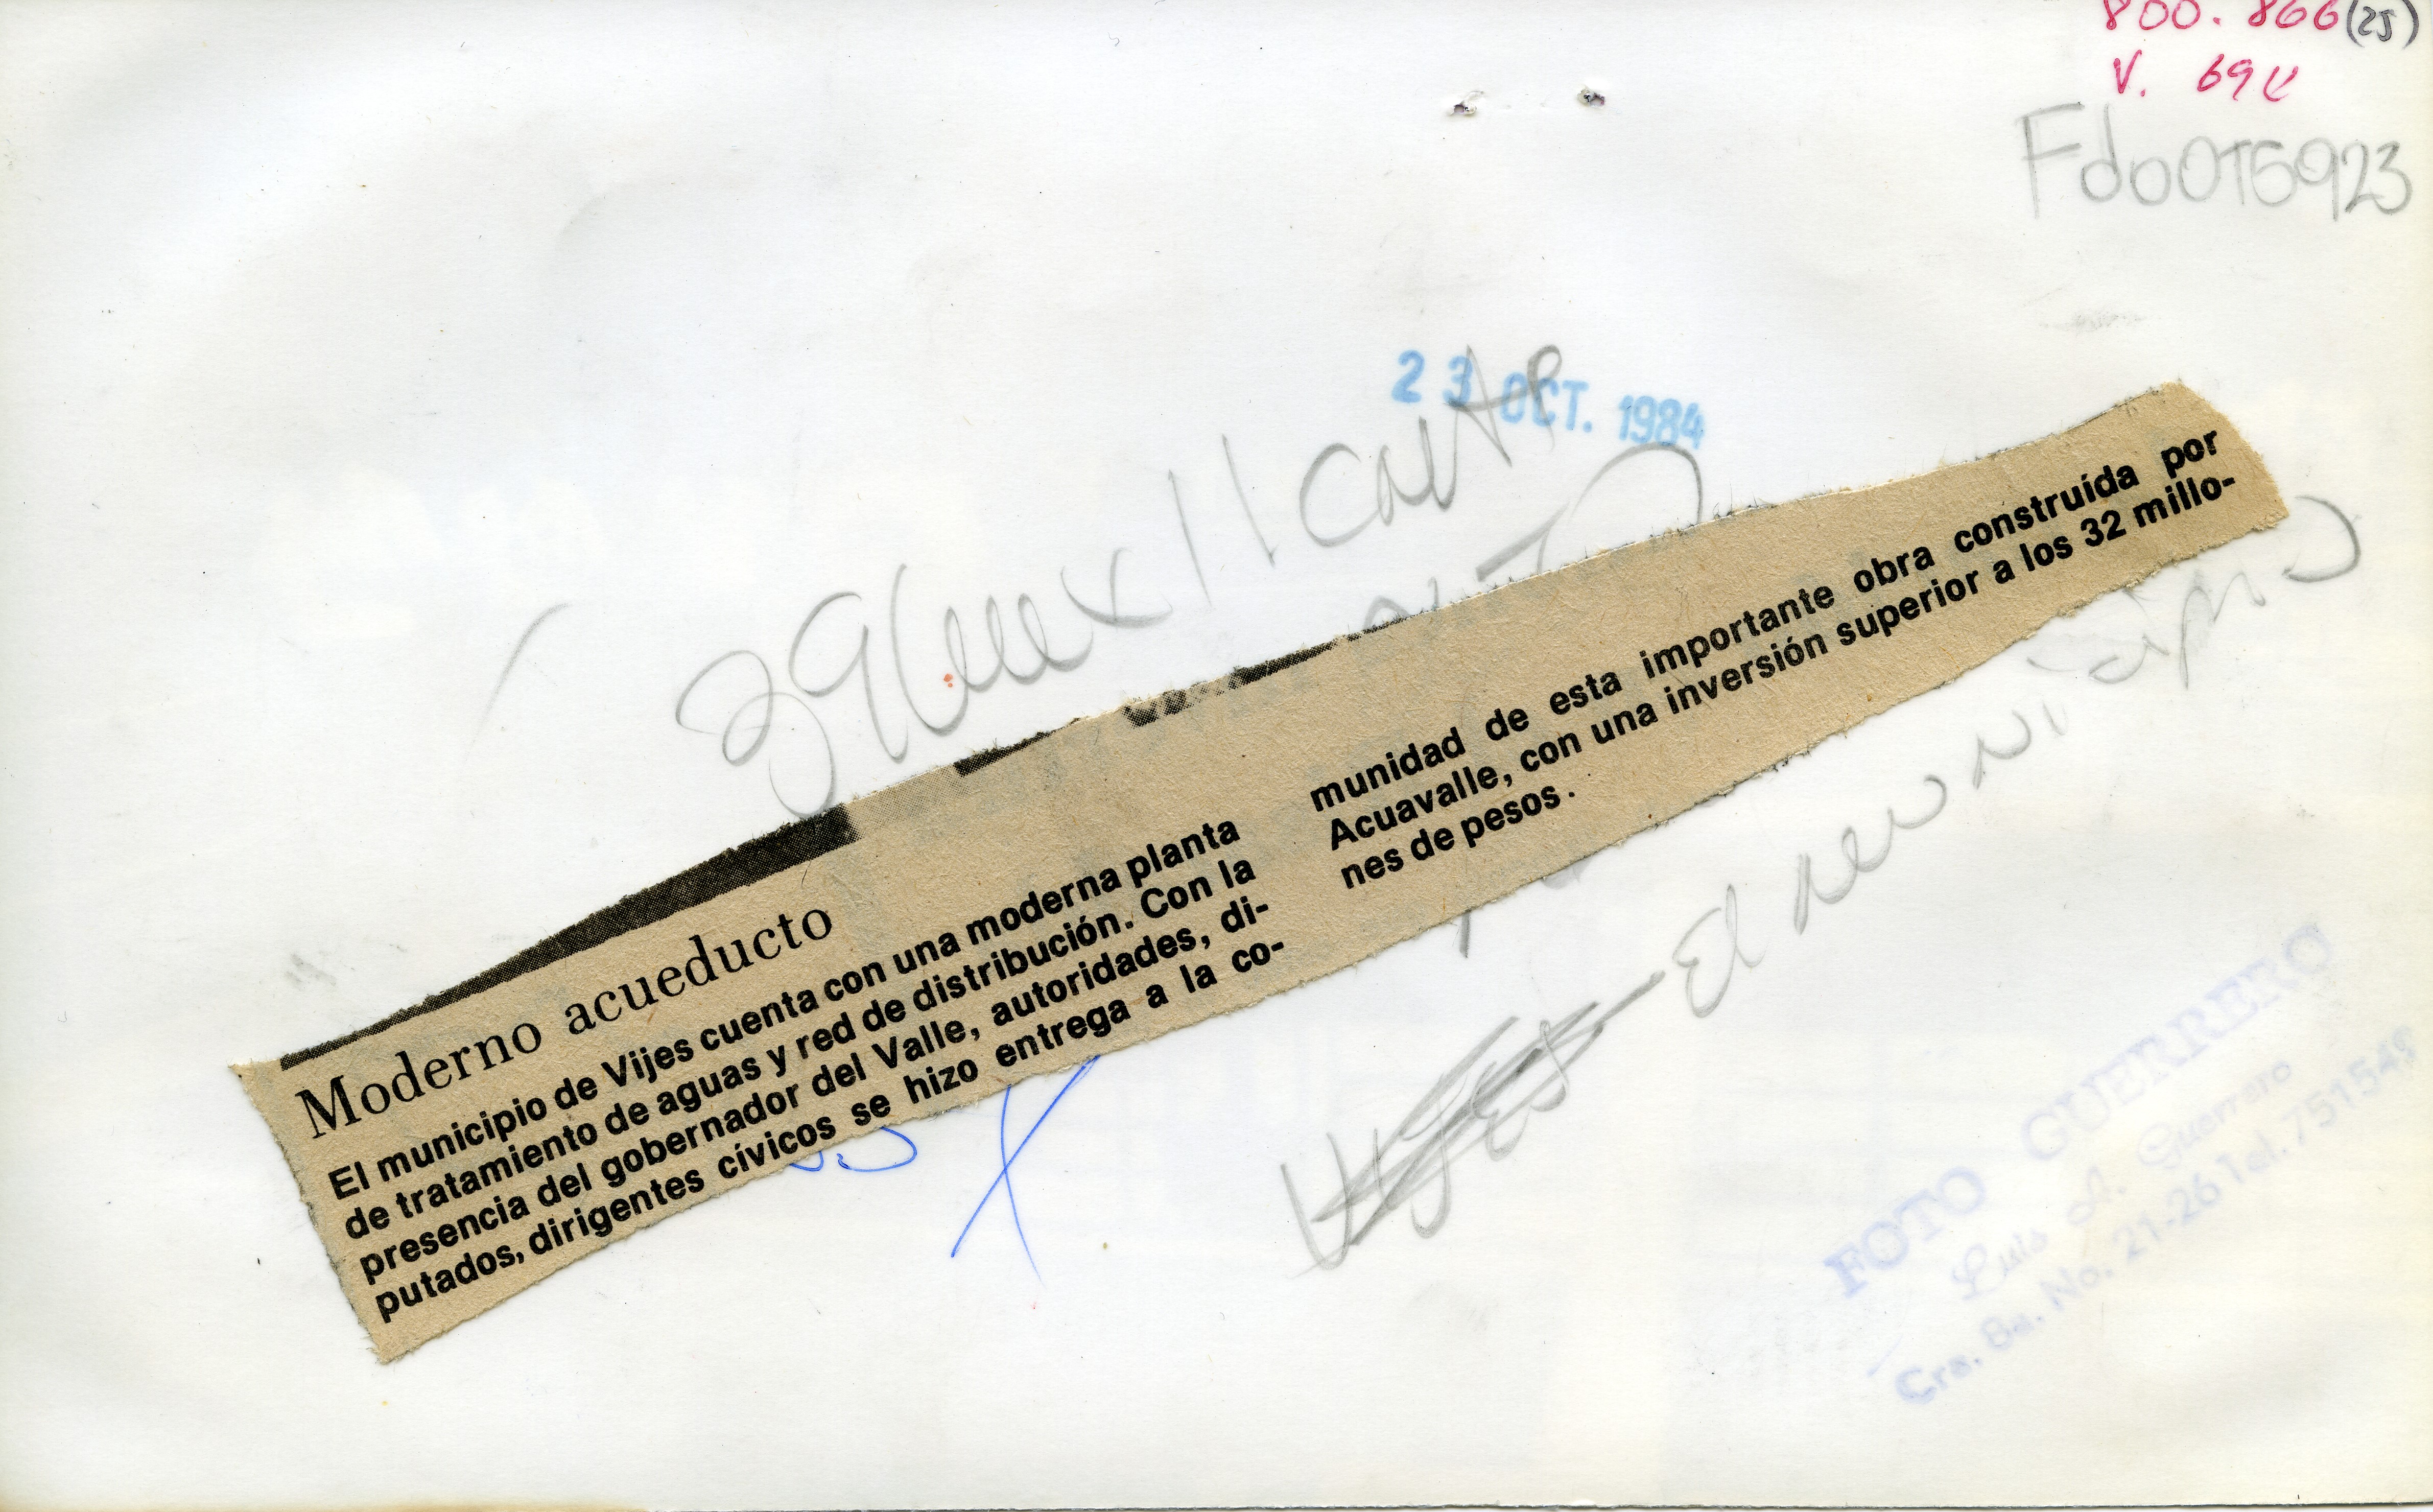 800.866(25)
V. 69U
Fdo0T6923
23 OCT. 1984
Moderno acueducto
El municipio de Vijes cuenta con una moderna planta
de tratamiento de aguas y red de distribución. Con la
presencia del gobernador del Valle, autoridades, di-
putados, dirigentes cívicos se hizo entrega a la co-
munidad de esta importante obra construída por
Acuavalle, con una inversión superior a los 32 millo-
nes de pesos.
El
FOTO GUERRERO
Luis A. Guerrero
Cra. 8a. No. 21-26 Tel. 751549